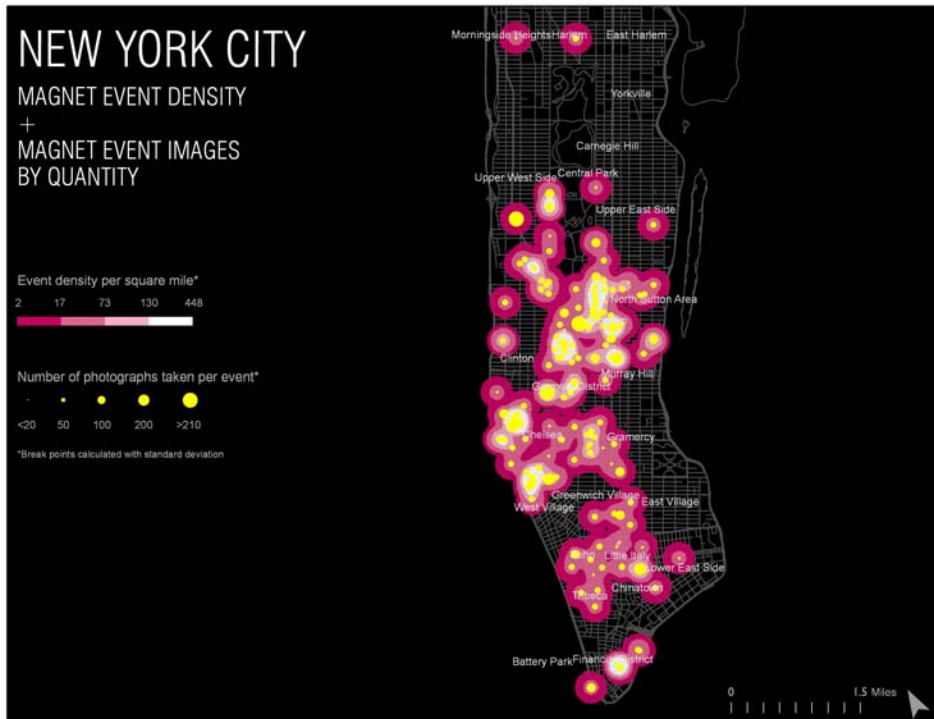 NEW YORK CITY
MAGNET EVENT DENSITY
+
MAGNET EVENT IMAGES
BY QUANTITY
Event density per square mile*
2 17 73 130 448
Number of photographs taken per event*
<20 50 100 200 >210
*Break points calculated with standard deviation
Morningside Heights Harlem East Harlem
Yorkville
Carnegie Hill
Central Park
Upper West Side
Upper East Side
North Sutton Area
Clinton
Murray Hill
Garment District
Chelsea
Gramercy
Greenwich Village
East Village
West Village
Soho
Little Italy
Lower East Side
Chinatown
Tribeca
Battery Park
Financial District
0 1.5 Miles